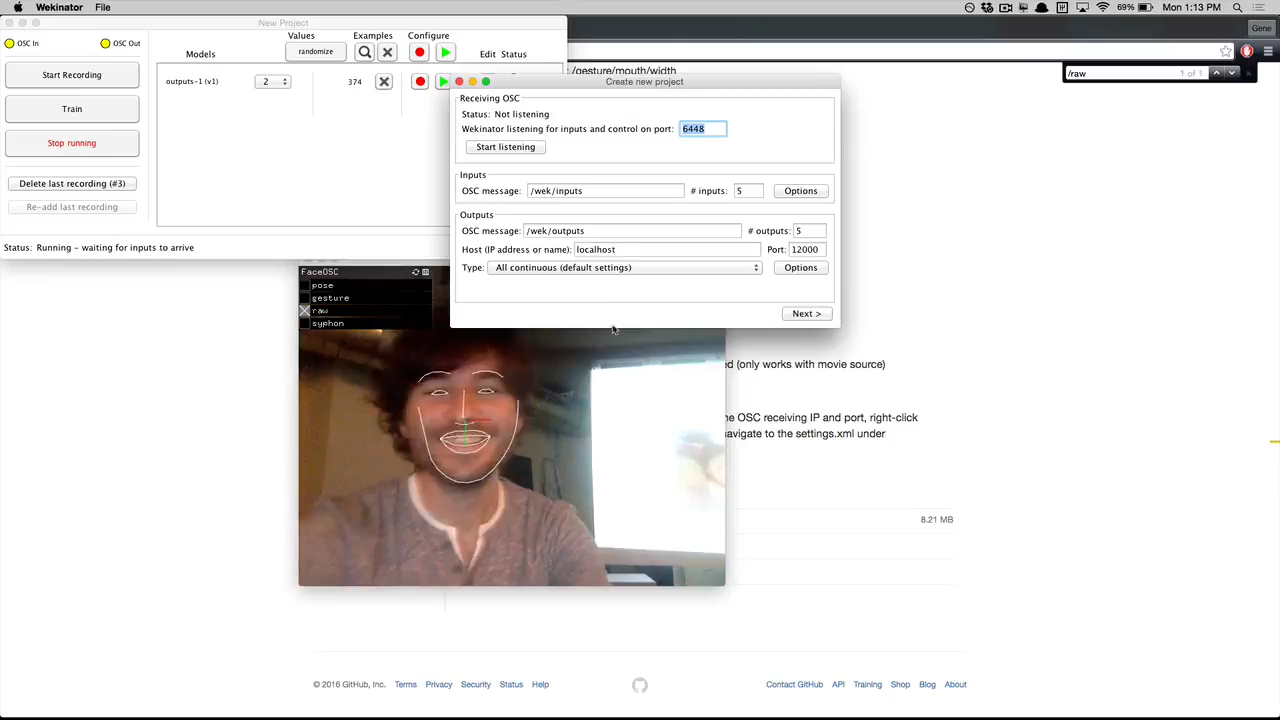 Wekinator File
69% Mon 1:13 PM
New Project
Gene
OSC In
OSC Out
Models
Values
Examples
Configure
randomize
Edit Status
Start Recording
outputs-1 (v1)
2
374
Train
Stop running
Delete last recording (#3)
Re-add last recording
Status: Running - waiting for inputs to arrive
/gesture/mouth/width
/raw
1 of 1
Create new project
Receiving OSC
Status: Not listening
Wekinator listening for inputs and control on port: 6448
Start listening
Inputs
OSC message: /wek/inputs # inputs: 5 Options
Outputs
OSC message: /wek/outputs # outputs: 5
Host (IP address or name): localhost Port: 12000
Type: All continuous (default settings) Options
Next >
FaceOSC
pose
gesture
raw
syphon
d (only works with movie source)
e OSC receiving IP and port, right-click
avigate to the settings.xml under
8.21 MB
© 2016 GitHub, Inc. Terms Privacy Security Status Help
Contact GitHub API Training Shop Blog About